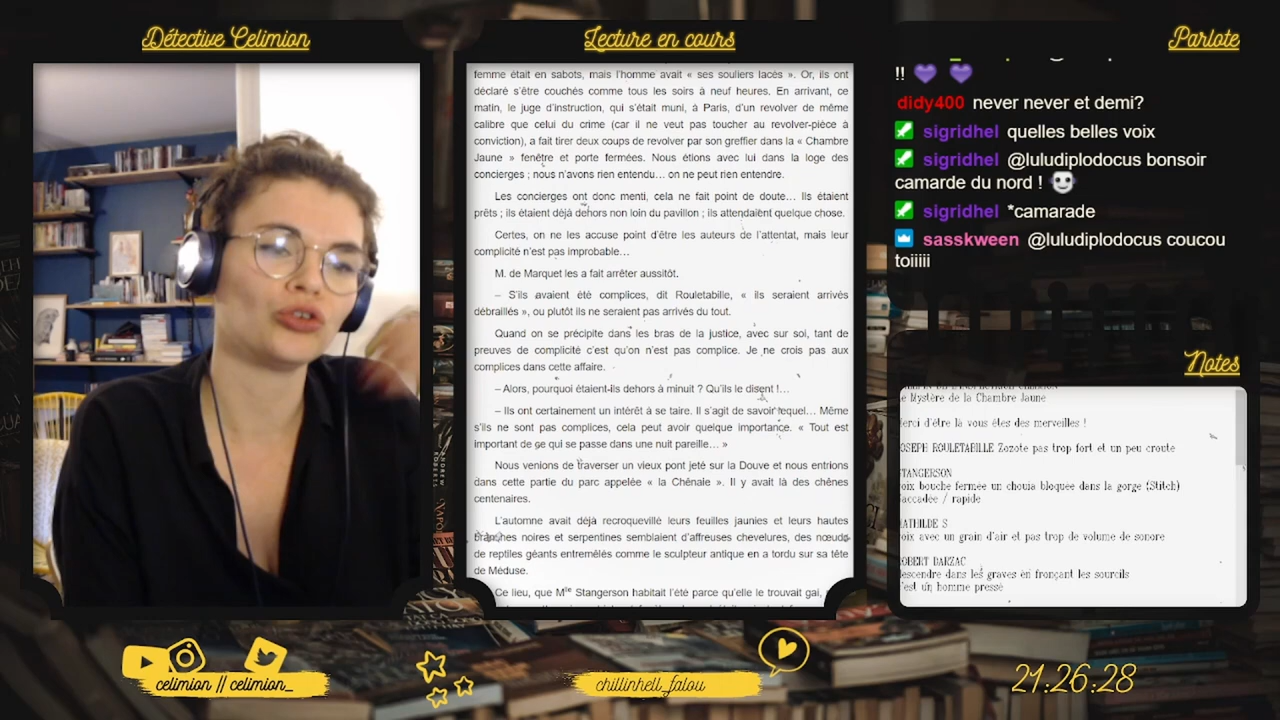 Détective Celimion
Lecture en cours
Parlote
femme était en sabots, mais l'homme avait « ses souliers lacés ». Or, ils ont
déclaré s'être couchés comme tous les soirs à neuf heures. En arrivant, ce
matin, le juge d'instruction, qui s'était muni, à Paris, d'un revolver de même
calibre que celui du crime (car il ne veut pas toucher au revolver-pièce à
conviction), a fait tirer deux coups de revolver par son greffier dans la « Chambre
Jaune » fenêtre et porte fermées. Nous étions avec lui dans la loge des
concierges ; nous n'avons rien entendu… on ne peut rien entendre.
Les concierges ont donc menti, cela ne fait point de doute… Ils étaient
prêts ; ils étaient déjà dehors non loin du pavillon ; ils attendaient quelque chose.
Certes, on ne les accuse point d'être les auteurs de l'attentat, mais leur
complicité n'est pas improbable…
M. de Marquet les a fait arrêter aussitôt.
– S'ils avaient été complices, dit Rouletabille, « ils seraient arrivés
débraillés », ou plutôt ils ne seraient pas arrivés du tout.
Quand on se précipite dans les bras de la justice, avec sur soi, tant de
preuves de complicité c'est qu'on n'est pas complice. Je ne crois pas aux
complices dans cette affaire.
– Alors, pourquoi étaient-ils dehors à minuit ? Qu'ils le disent !…
– Ils ont certainement un intérêt à se taire. Il s'agit de savoir lequel… Même
s'ils ne sont pas complices, cela peut avoir quelque importance. « Tout est
important de ce qui se passe dans une nuit pareille… »
Nous venions de traverser un vieux pont jeté sur la Douve et nous entrions
dans cette partie du parc appelée « la Chênaie ». Il y avait là des chênes
centenaires.
L'automne avait déjà recroquevillé leurs feuilles jaunies et leurs hautes
branches noires et serpentines semblaient d'affreuses chevelures, des nœuds
de reptiles géants entremêlés comme le sculpteur antique en a tordu sur sa tête
de Méduse.
Ce lieu, que Mlle Stangerson habitait l'été parce qu'elle le trouvait gai,
!! 💜 💜
didy400 never never et demi?
sigridhel quelles belles voix
sigridhel @luludiplodocus bonsoir
camarde du nord !
sigridhel *camarade
sasskween @luludiplodocus coucou
toiiiii
Notes
e Mystère de la Chambre Jaune
erci d'être là vous êtes des merveilles !
OSEPH ROULETABILLE Zozote pas trop fort et un peu croute
TANGERSON
oix bouche fermée un chouia bloquée dans la gorge (Stitch)
accadée / rapide
ATHILDE S
oix avec un grain d'air et pas trop de volume de sonore
OBERT DARZAC
escendre dans les graves en fronçant les sourcils
'est un homme pressé
celimion // celimion_
chillinhell_falou
21:26:28